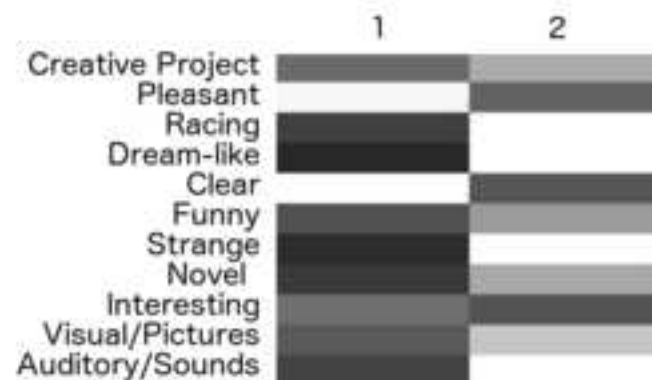 1 2
Creative Project
Pleasant
Racing
Dream-like
Clear
Funny
Strange
Novel
Interesting
Visual/Pictures
Auditory/Sounds